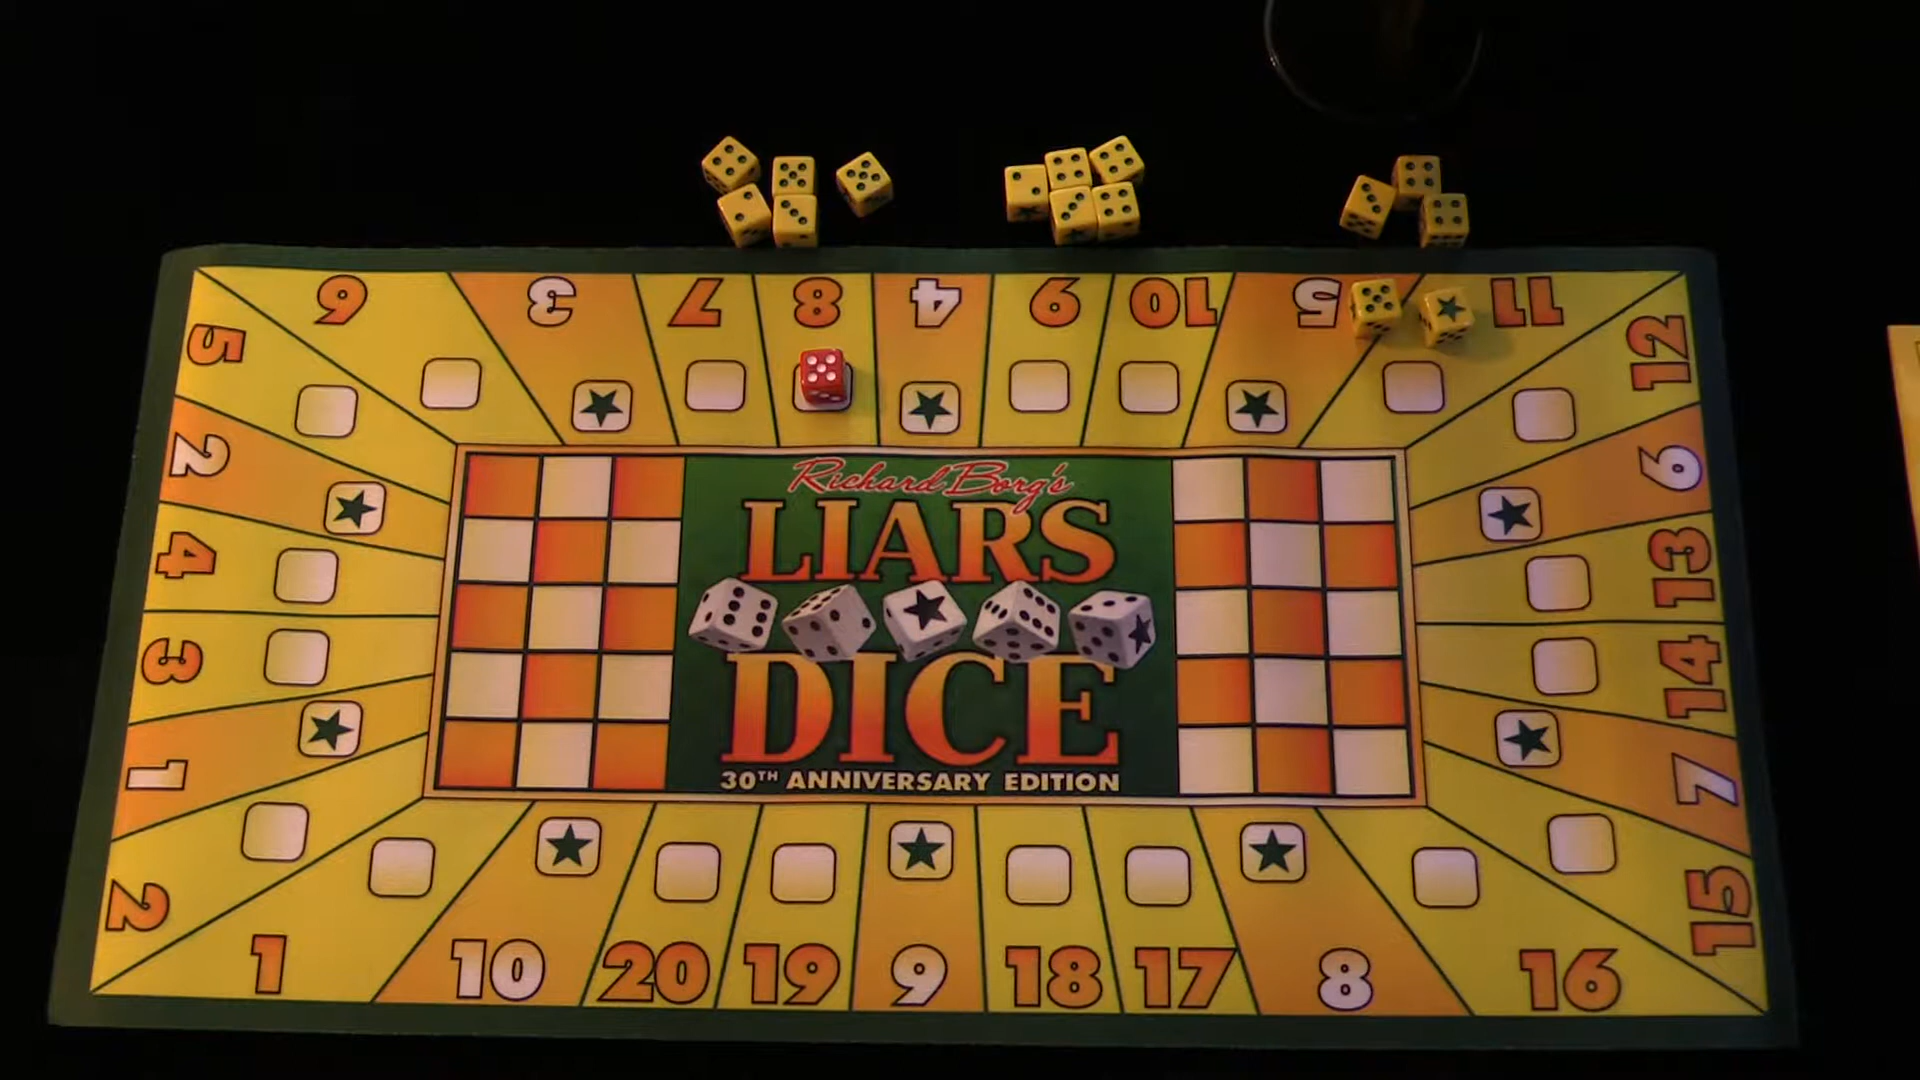 6 3 7 8 4 9 10 5 11
5 2 4 3 1 2
Richard Borg's
LIARS
DICE
30TH ANNIVERSARY EDITION
12 6 13 14 7 15
1 10 20 19 9 18 17 8 16